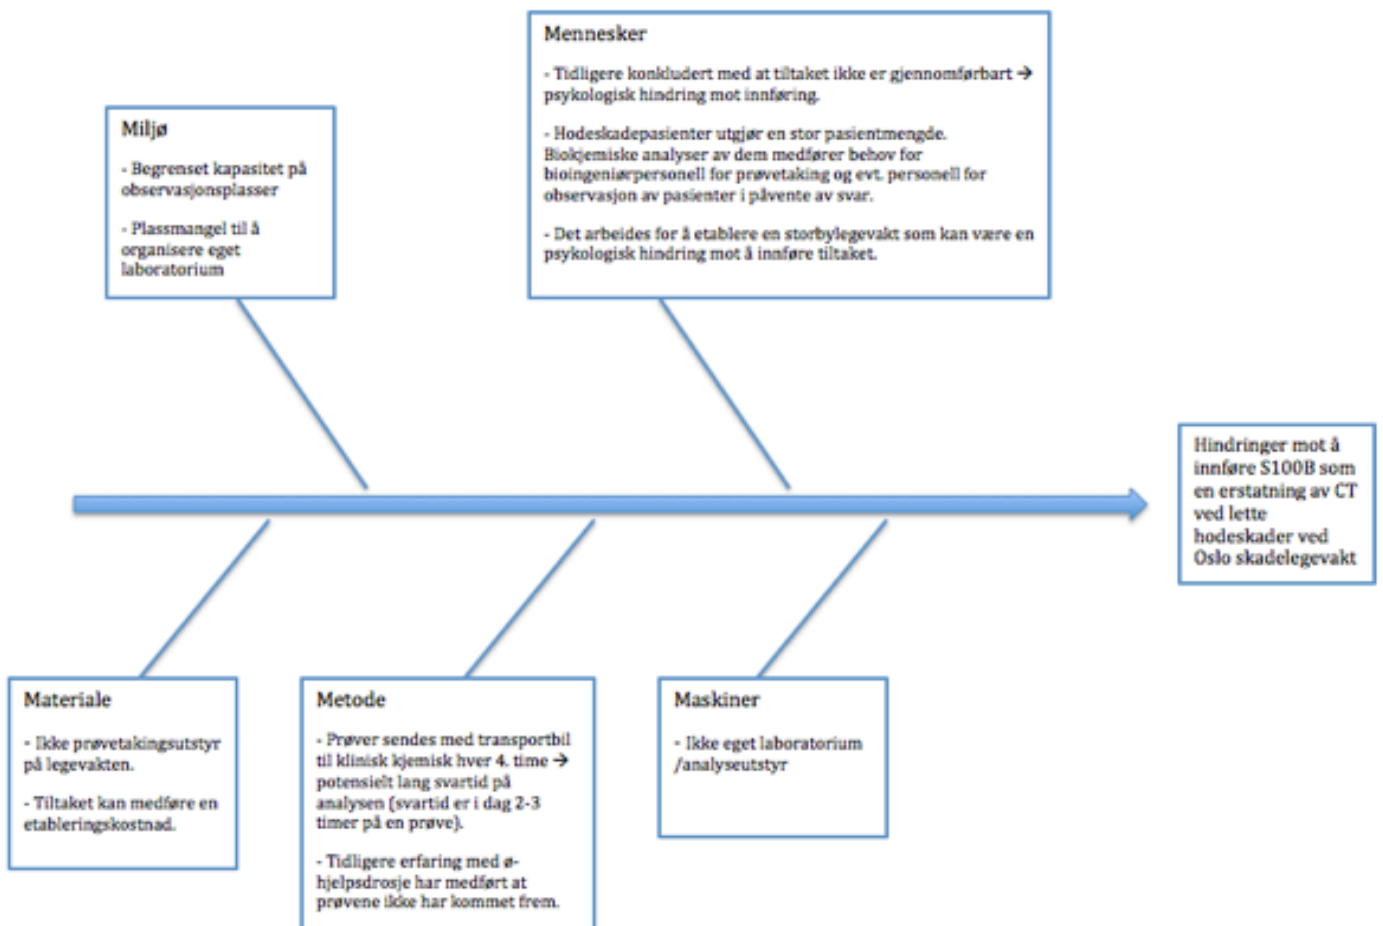 Mennesker
- Tidligere konkludert med at tiltaket ikke er gjennomførbart →
psykologisk hindring mot innføring.
- Hodeskadepasienter utgjør en stor pasientmengde.
Biokjemiske analyser av dem medfører behov for
bioingeniørpersonell for prøvetaking og evt. personell for
observasjon av pasienter i påvente av svar.
- Det arbeides for å etablere en storbylegevakt som kan være en
psykologisk hindring mot å innføre tiltaket.
Miljø
- Begrenset kapasitet på
observasjonsplasser
- Plassmangel til å
organisere eget
laboratorium
Hindringer mot å
innføre S100B som
en erstatning av CT
ved lette
hodeskader ved
Oslo skadelegevakt
Materiale
- Ikke prøvetakingsutstyr
på legevakten.
- Tiltaket kan medføre en
etableringskostnad.
Metode
- Prøver sendes med transportbil
til klinisk kjemisk hver 4. time →
potensielt lang svartid på
analysen (svartid er i dag 2-3
timer på en prøve).
- Tidligere erfaring med ø-
hjelpsdrosje har medført at
prøvene ikke har kommet frem.
Maskiner
- Ikke eget laboratorium
/analyseutstyr